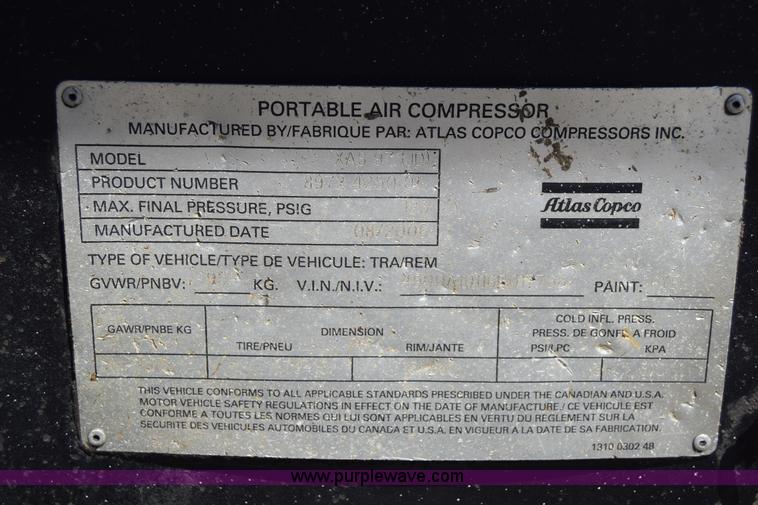 PORTABLE AIR COMPRESSOR
MANUFACTURED BY/FABRIQUE PAR: ATLAS COPCO COMPRESSORS INC.
MODEL
PRODUCT NUMBER
MAX. FINAL PRESSURE, PSIG
MANUFACTURED DATE 08/2006
Atlas Copco
TYPE OF VEHICLE/TYPE DE VEHICULE: TRA/REM
GVWR/PNBV: KG. V.I.N./N.I.V.: PAINT:
GAWR/PNBE KG
DIMENSION
TIRE/PNEU RIM/JANTE
COLD INFL. PRESS.
PRESS. DE GONFL A FROID
PSI/LPC KPA
THIS VEHICLE CONFORMS TO ALL APPLICABLE STANDARDS PRESCRIBED UNDER THE CANADIAN AND U.S.A.
MOTOR VEHICLE SAFETY REGULATIONS IN EFFECT ON THE DATE OF MANUFACTURE./ CE VEHICULE EST
CONFORME A TOUTES LES NORMES QUI LUI SONT APPLICABLES EN VERTU DU REGLEMENT SUR LA
SECURITE DES VEHICULES AUTOMOBILES DU CANADA ET U.S.A. EN VIGUEUR A LA DATE DE SA FABRICATION.
1310 0302 48
www.purplewave.com